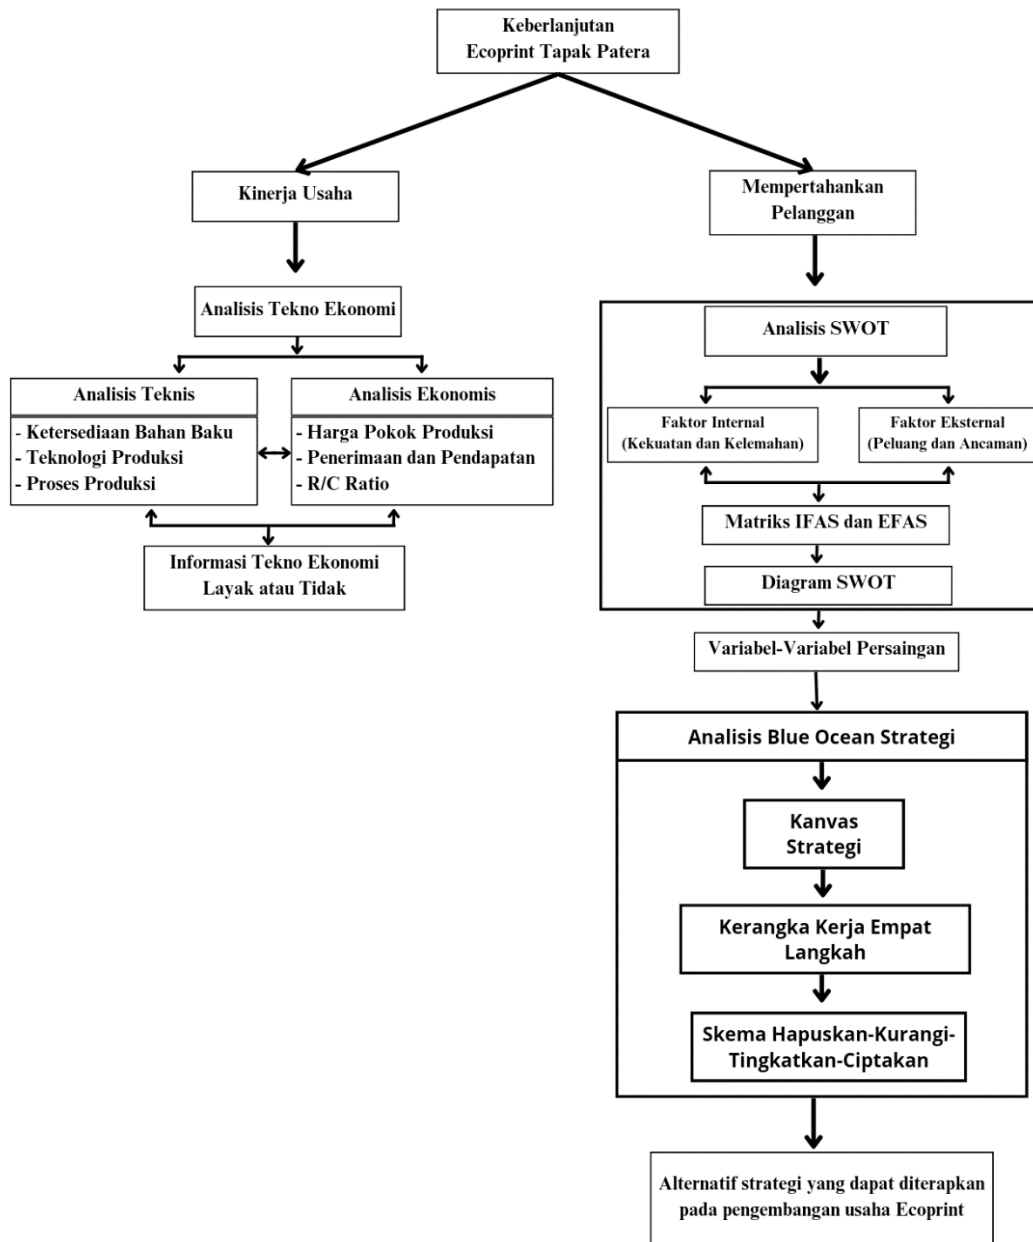 Keberlanjutan
Ecoprint Tapak Patera
Kinerja Usaha
Mempertahankan
Pelanggan
Analisis Tekno Ekonomi
Analisis Teknis
- Ketersediaan Bahan Baku
- Teknologi Produksi
- Proses Produksi
Analisis Ekonomis
- Harga Pokok Produksi
- Penerimaan dan Pendapatan
- R/C Ratio
Informasi Tekno Ekonomi
Layak atau Tidak
Analisis SWOT
Faktor Internal
(Kekuatan dan Kelemahan)
Faktor Eksternal
(Peluang dan Ancaman)
Matriks IFAS dan EFAS
Diagram SWOT
Variabel-Variabel Persaingan
Analisis Blue Ocean Strategi
Kanvas
Strategi
Kerangka Kerja Empat
Langkah
Skema Hapuskan-Kurangi-
Tingkatkan-Ciptakan
Alternatif strategi yang dapat diterapkan
pada pengembangan usaha Ecoprint